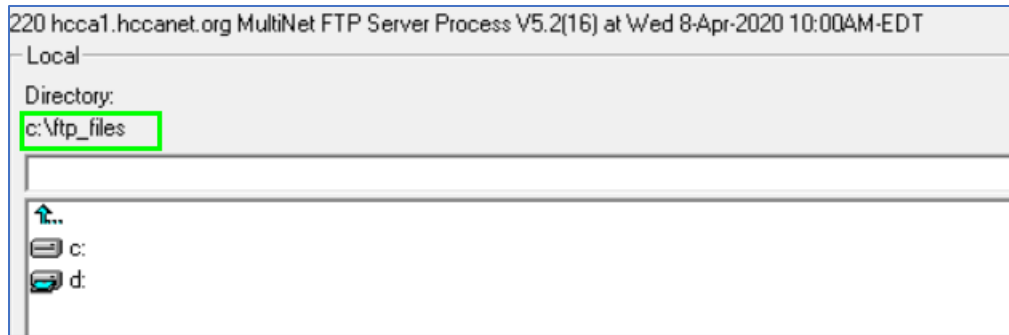 220 hcca1.hccanet.org MultiNet FTP Server Process V5.2(16) at Wed 8-Apr-2020 10:00AM-EDT
Local
Directory:
c:\ftp_files
..
c:
d: